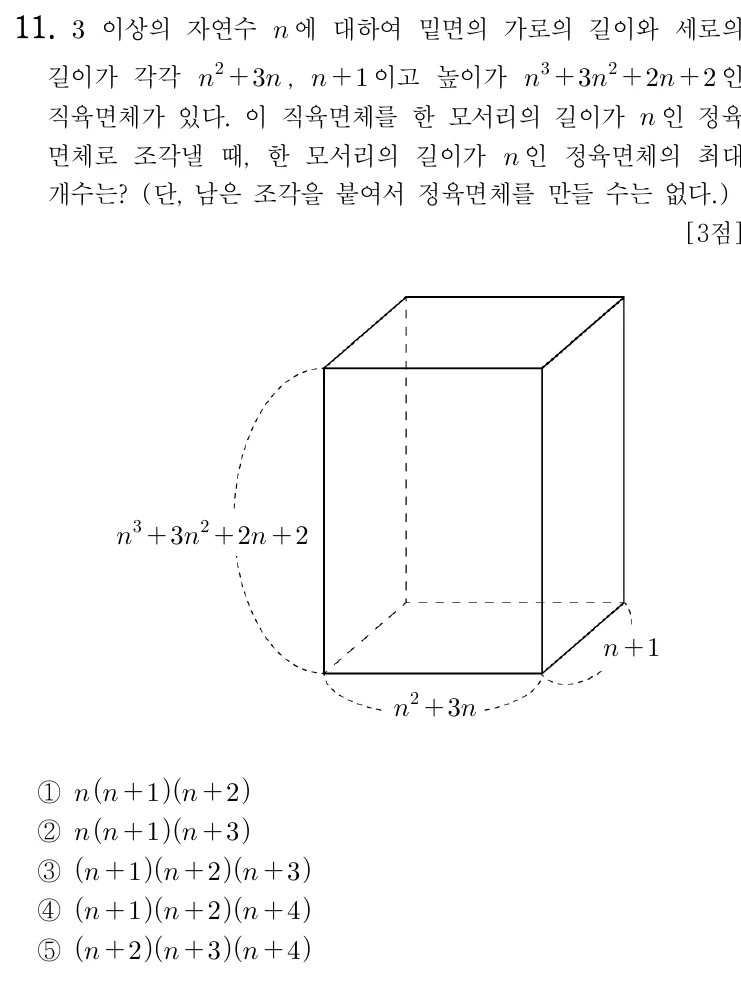 11. 3 이상의 자연수 n에 대하여 밑면의 가로의 길이와 세로의
길이가 각각 n²+3n, n+1이고 높이가 n³+3n²+2n+2인
직육면체가 있다. 이 직육면체를 한 모서리의 길이가 n인 정육
면체로 조각낼 때, 한 모서리의 길이가 n인 정육면체의 최대
개수는? (단, 남은 조각을 붙여서 정육면체를 만들 수는 없다.)
[3점]
n³+3n²+2n+2
n+1
n²+3n
① n(n+1)(n+2)
② n(n+1)(n+3)
③ (n+1)(n+2)(n+3)
④ (n+1)(n+2)(n+4)
⑤ (n+2)(n+3)(n+4)